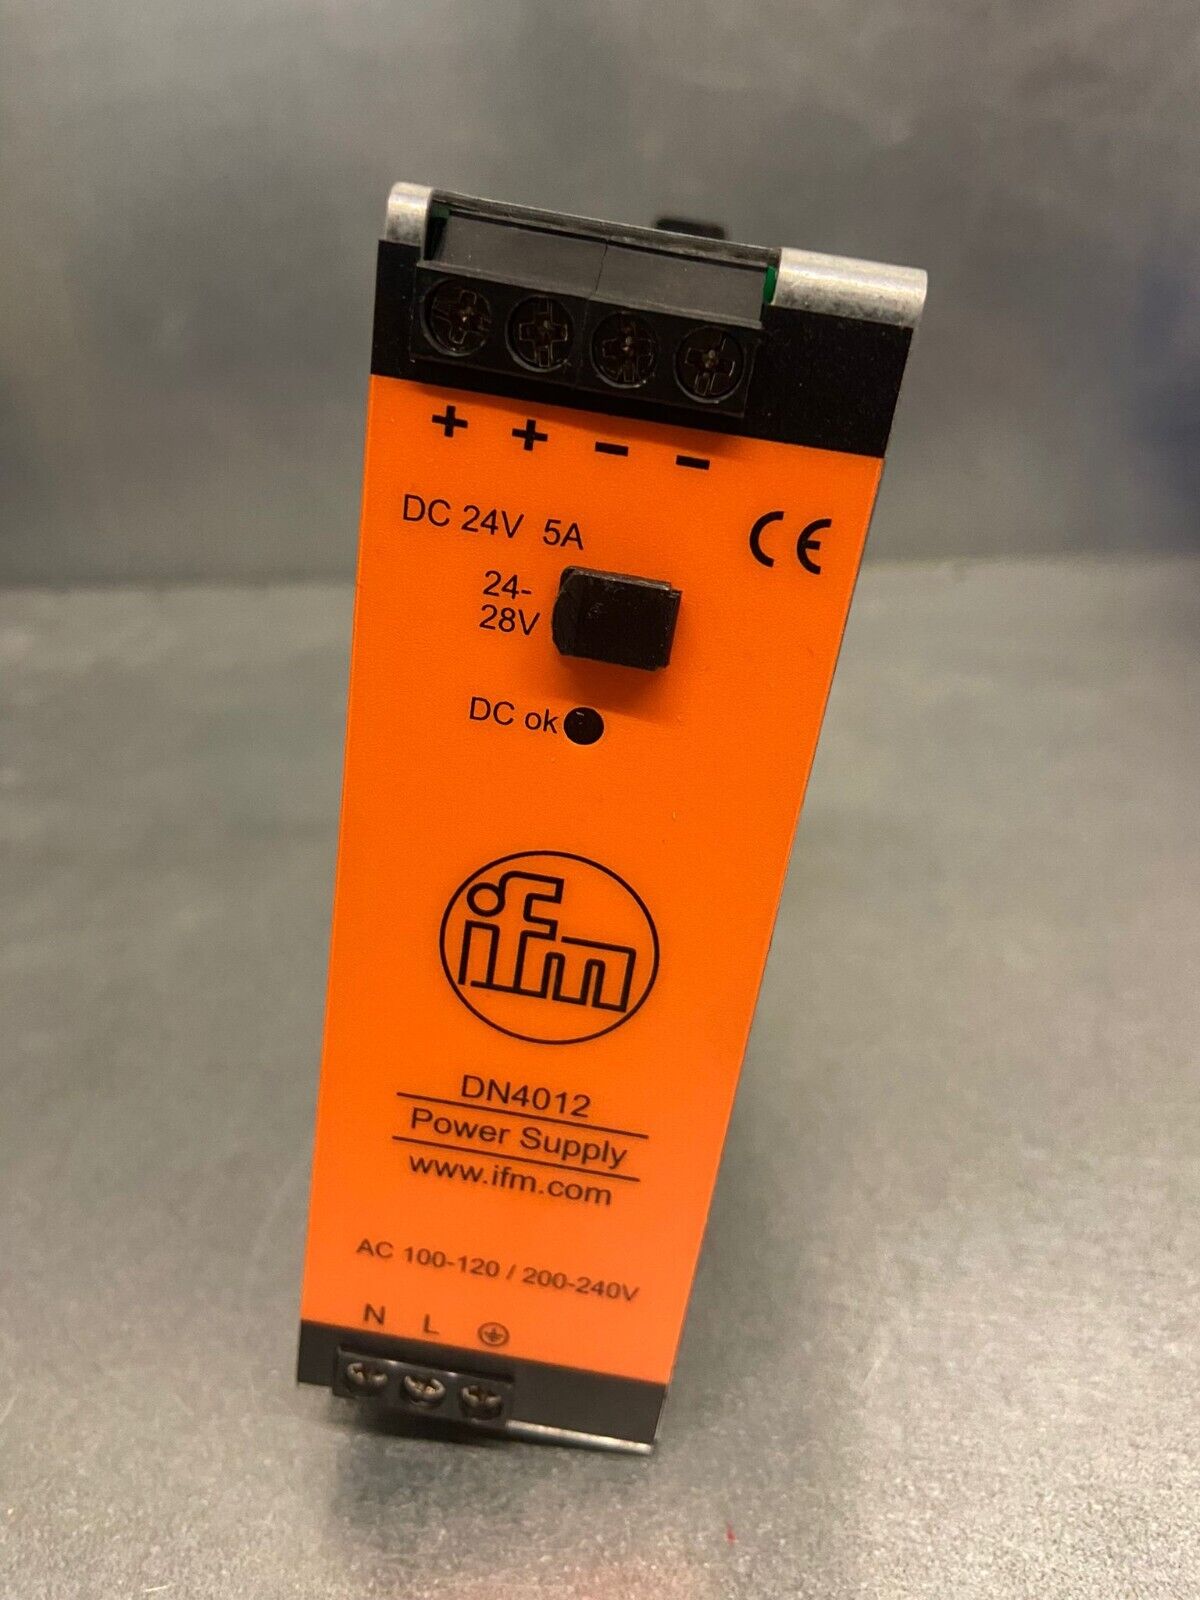 + + − −
DC 24V 5A
CE
24-
28V
DC ok
ifm
DN4012
Power Supply
www.ifm.com
AC 100-120 / 200-240V
N L ⏚